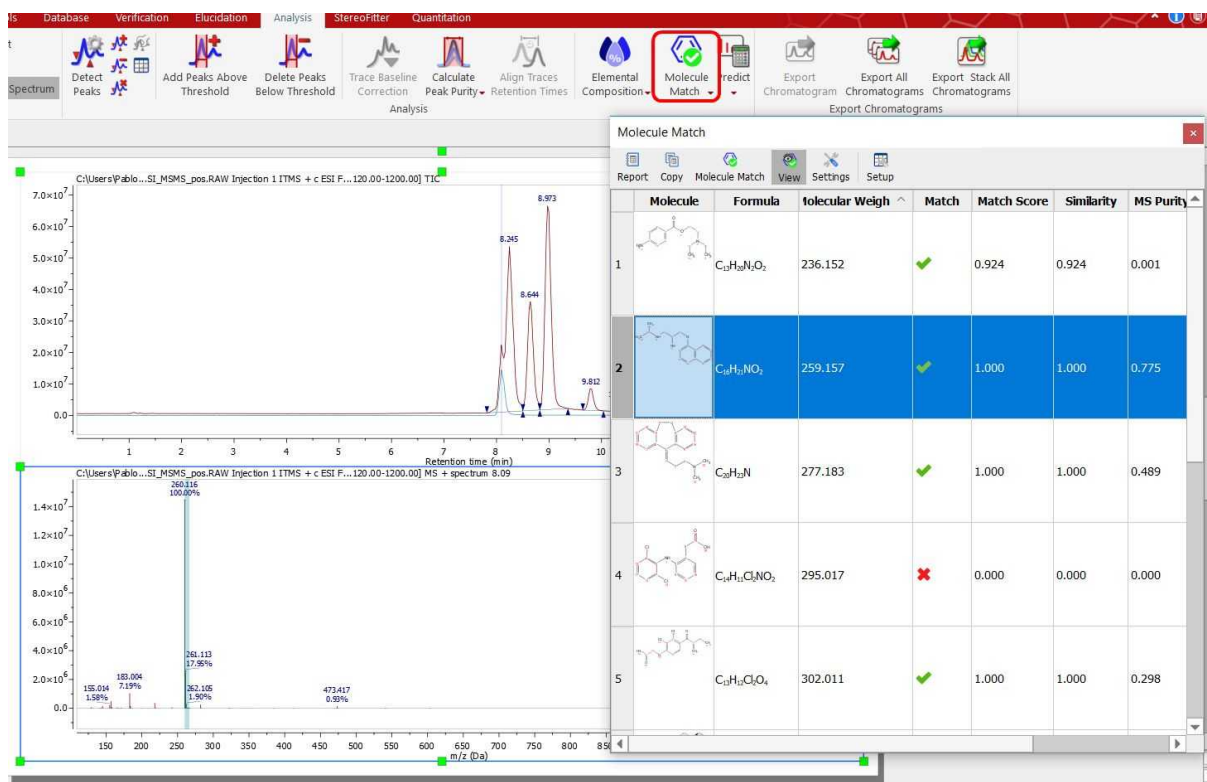 Database Verification Elucidation Analysis StereoFitter Quantitation
Spectrum
Detect Peaks
Add Peaks Above Threshold
Delete Peaks Below Threshold
Trace Baseline Correction
Calculate Peak Purity
Align Traces Retention Times
Elemental Composition
Molecule Match
Predict
Export Chromatogram
Export All Chromatograms
Export Stack All Chromatograms
Analysis
Export Chromatograms
Molecule Match
Report Copy Molecule Match View Settings Setup
Molecule Formula Molecular Weigh Match Match Score Similarity MS Purity
1 C₁₃H₂₀N₂O₂ 236.152 0.924 0.924 0.001
2 C₁₆H₂₁NO₂ 259.157 1.000 1.000 0.775
3 C₂₀H₂₃N 277.183 1.000 1.000 0.489
4 C₁₄H₁₁Cl₂NO₂ 295.017 0.000 0.000 0.000
5 C₁₃H₁₂Cl₂O₄ 302.011 1.000 1.000 0.298
C:\Users\Pablo...SI_MSMS_pos.RAW Injection 1 ITMS + c ESI F...120.00-1200.00] TIC
7.0×10⁷
6.0×10⁷
5.0×10⁷
4.0×10⁷
3.0×10⁷
2.0×10⁷
1.0×10⁷
0.0
8.245
8.644
8.973
9.812
1 2 3 4 5 6 7 8 9 10
Retention time (min)
C:\Users\Pablo...SI_MSMS_pos.RAW Injection 1 ITMS + c ESI F...120.00-1200.00] MS + spectrum 8.09
260.116
100.00%
1.4×10⁷
1.2×10⁷
1.0×10⁷
8.0×10⁶
6.0×10⁶
4.0×10⁶
2.0×10⁶
0.0
261.113
17.95%
155.014
1.58%
183.004
7.19%
262.105
1.90%
473.417
0.93%
150 200 250 300 350 400 450 500 550 600 650 700 750 800 850
m/z (Da)